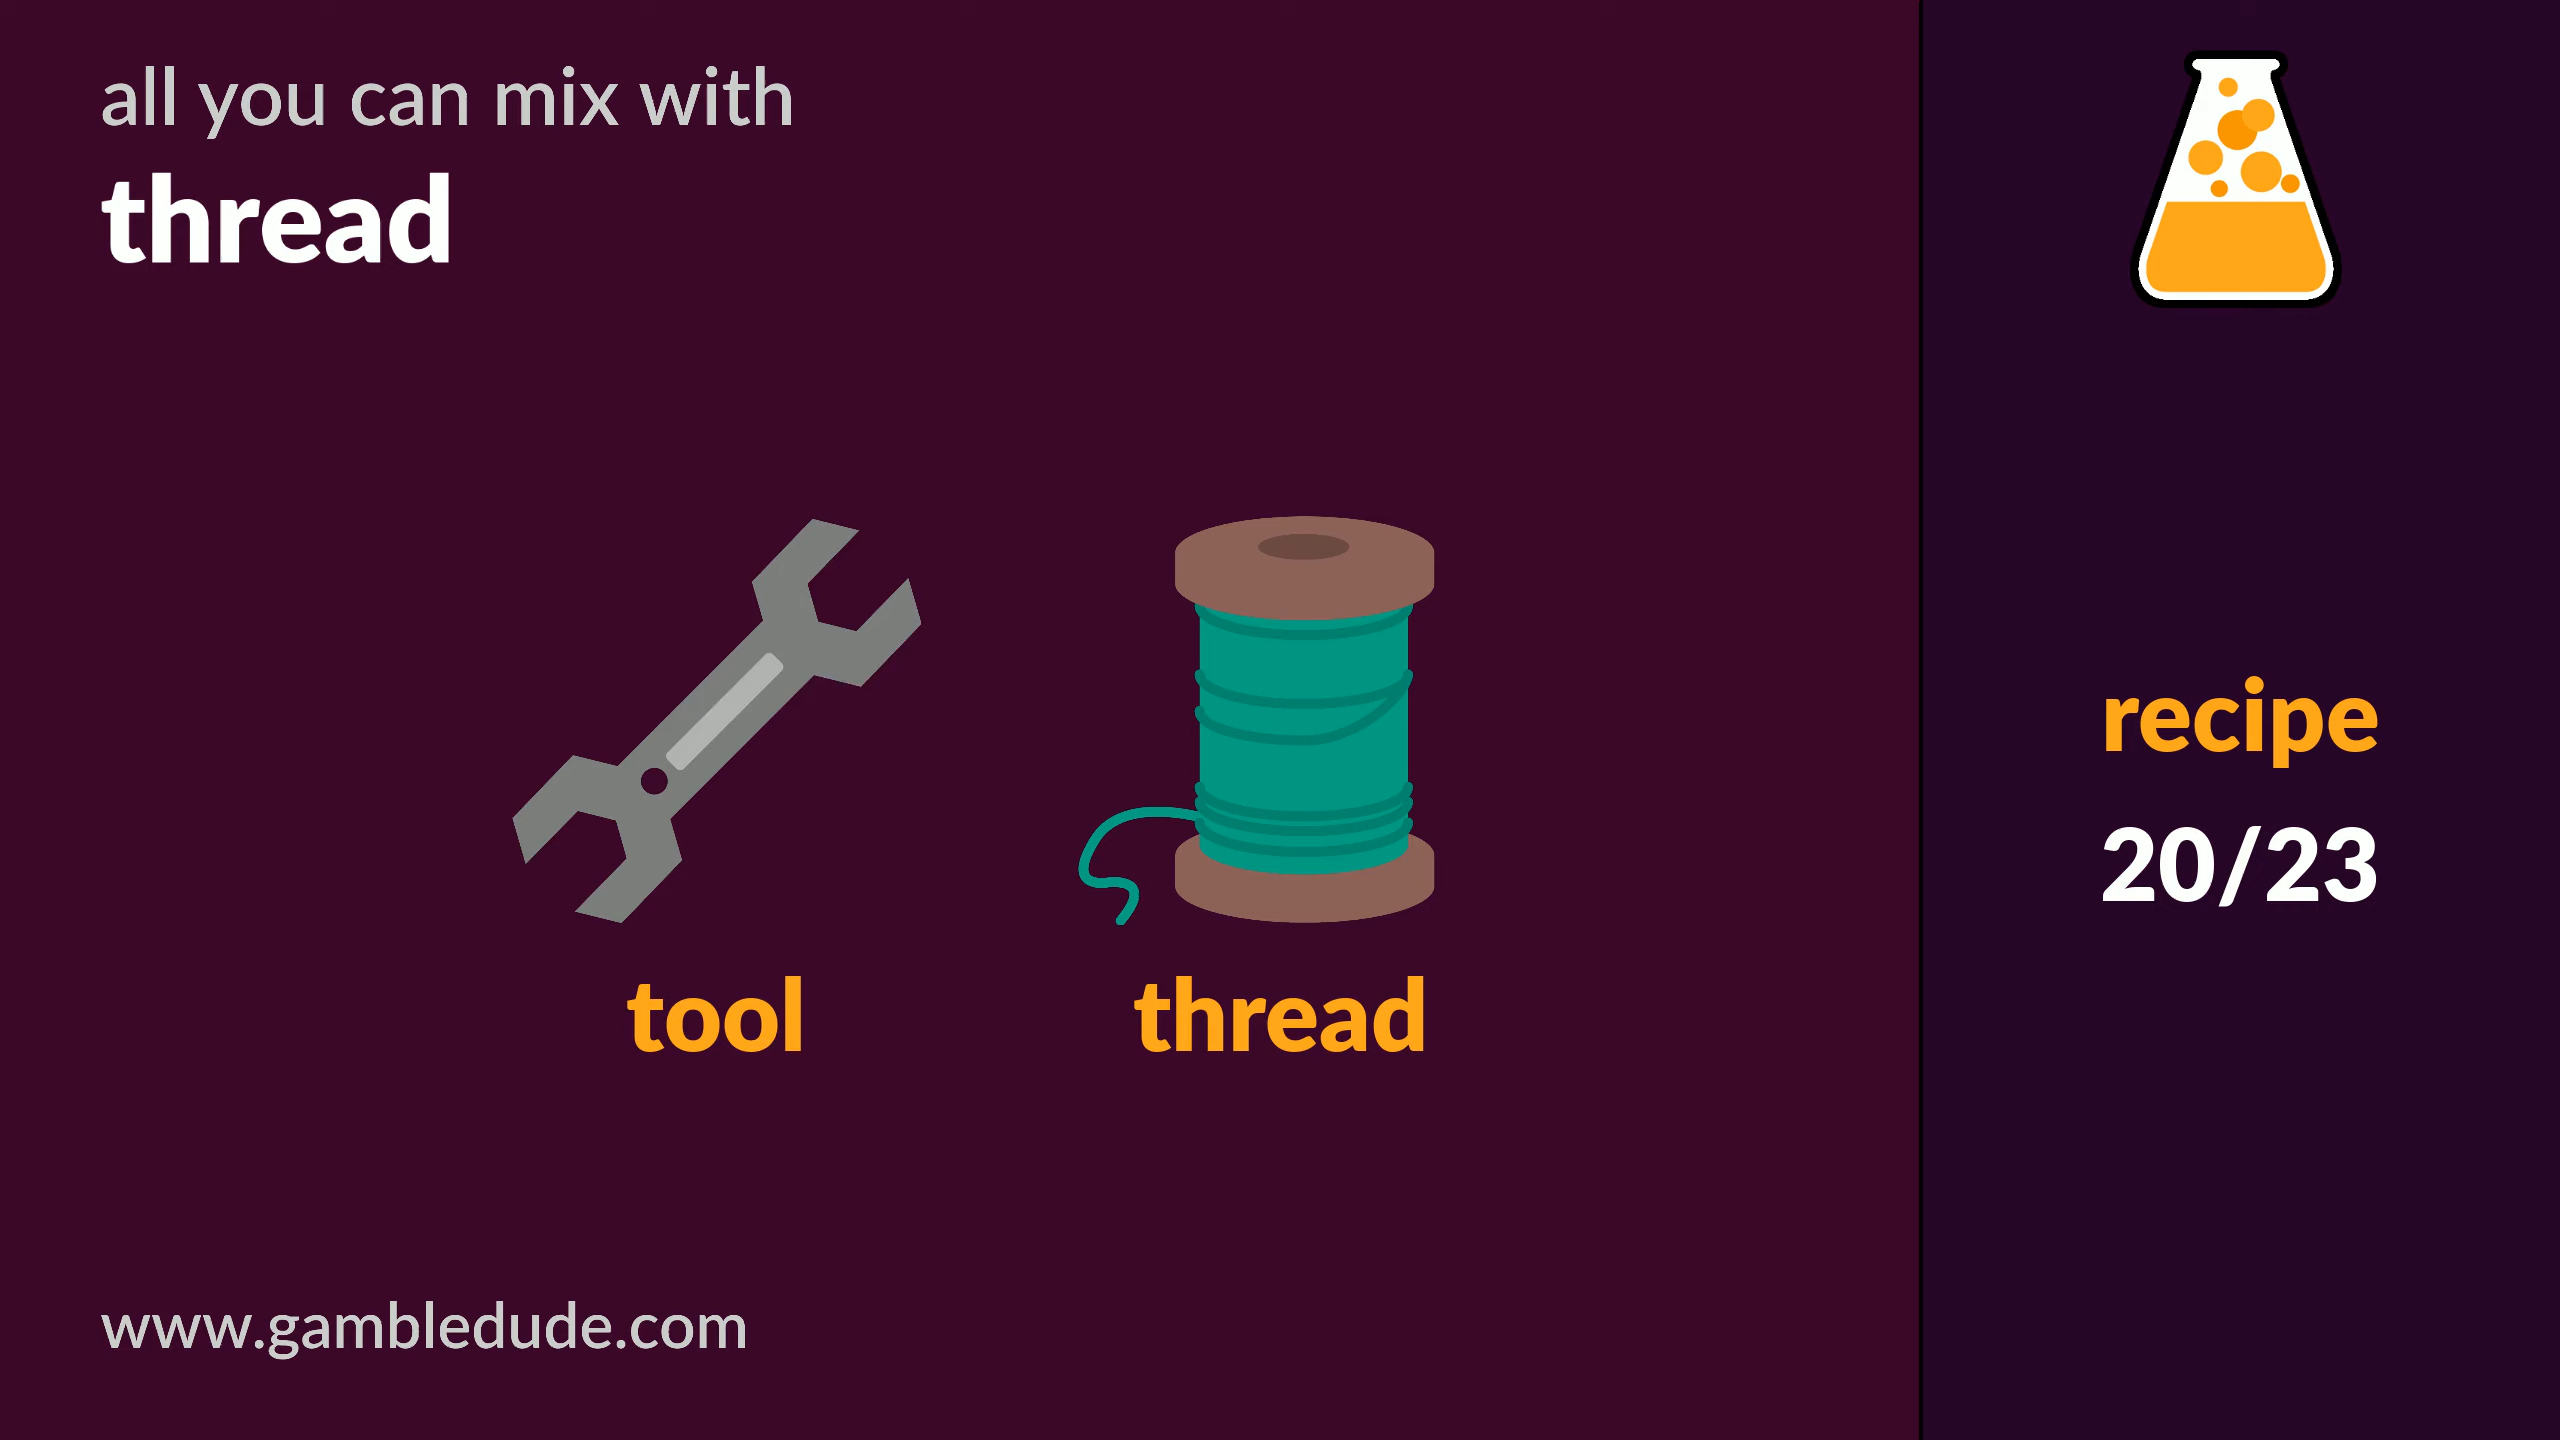 all you can mix with
thread
tool
thread
recipe
20/23
www.gambledude.com